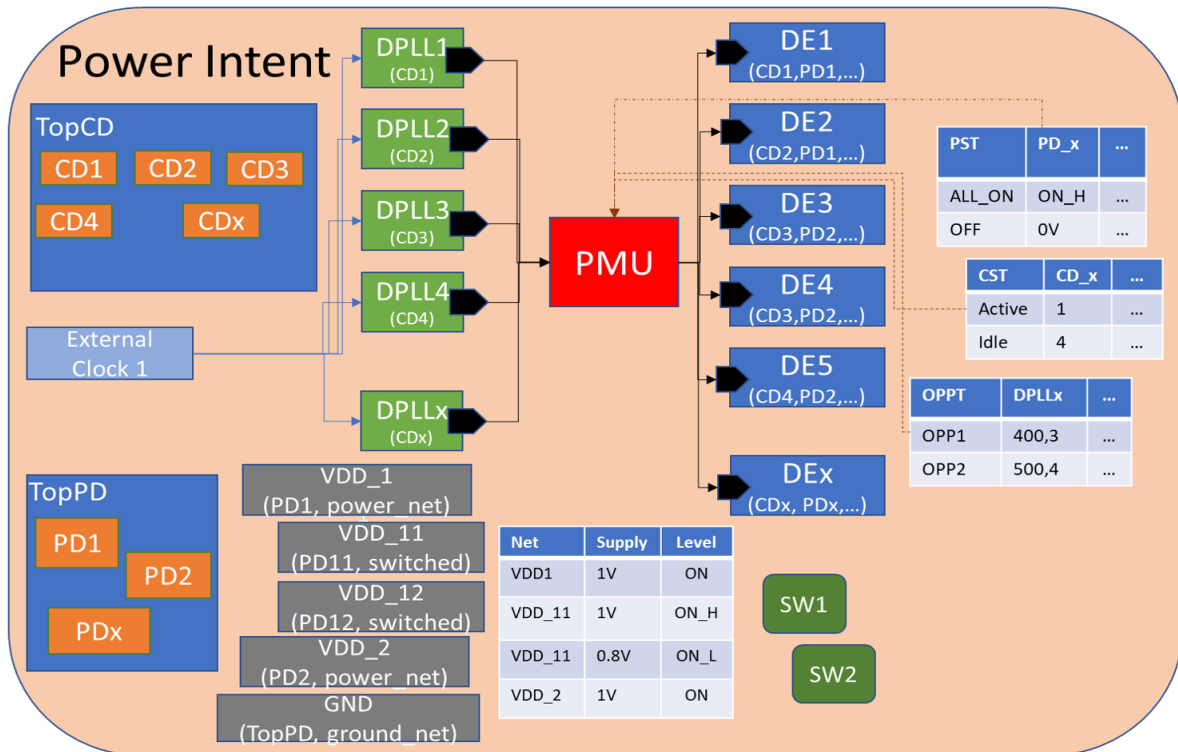 Power Intent
TopCD
CD1 CD2 CD3
CD4 CDx
External
Clock 1
DPLL1
(CD1)
DPLL2
(CD2)
DPLL3
(CD3)
DPLL4
(CD4)
DPLLx
(CDx)
PMU
DE1
(CD1,PD1,...)
DE2
(CD2,PD1,...)
DE3
(CD3,PD2,...)
DE4
(CD3,PD2,...)
DE5
(CD4,PD2,...)
DEx
(CDx, PDx,...)
PST PD_x ...
ALL_ON ON_H ...
OFF 0V ...
CST CD_x ...
Active 1 ...
Idle 4 ...
OPPT DPLLx ...
OPP1 400,3 ...
OPP2 500,4 ...
TopPD
PD1
PD2
PDx
VDD_1
(PD1, power_net)
VDD_11
(PD11, switched)
VDD_12
(PD12, switched)
VDD_2
(PD2, power_net)
GND
(TopPD, ground_net)
Net Supply Level
VDD1 1V ON
VDD_11 1V ON_H
VDD_11 0.8V ON_L
VDD_2 1V ON
SW1
SW2